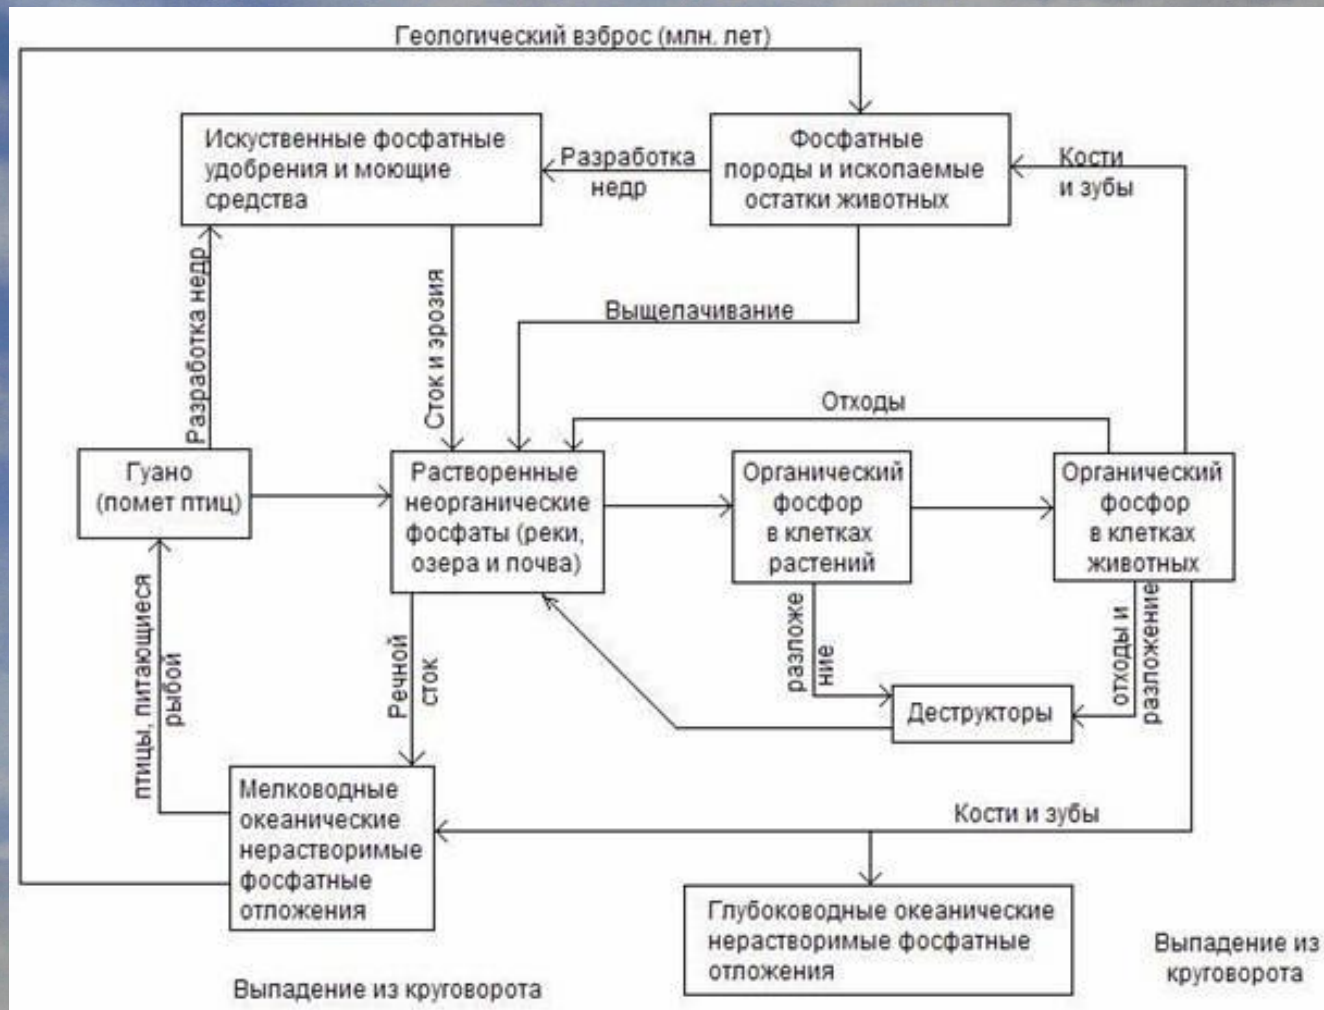 Геологический взброс (млн. лет)
Искуственные фосфатные
удобрения и моющие
средства
Разработка
недр
Фосфатные
породы и ископаемые
остатки животных
Кости
и зубы
Разработка недр
Сток и эрозия
Выщелачивание
Отходы
Гуано
(помет птиц)
Растворенные
неорганические
фосфаты (реки,
озера и почва)
Органический
фосфор
в клетках
растений
Органический
фосфор
в клетках
животных
птицы, питающиеся
рыбой
Речной
сток
разложе
ние
отходы и
разложение
Деструкторы
Мелководные
океанические
нерастворимые
фосфатные
отложения
Кости и зубы
Глубоководные океанические
нерастворимые фосфатные
отложения
Выпадение из
круговорота
Выпадение из круговорота